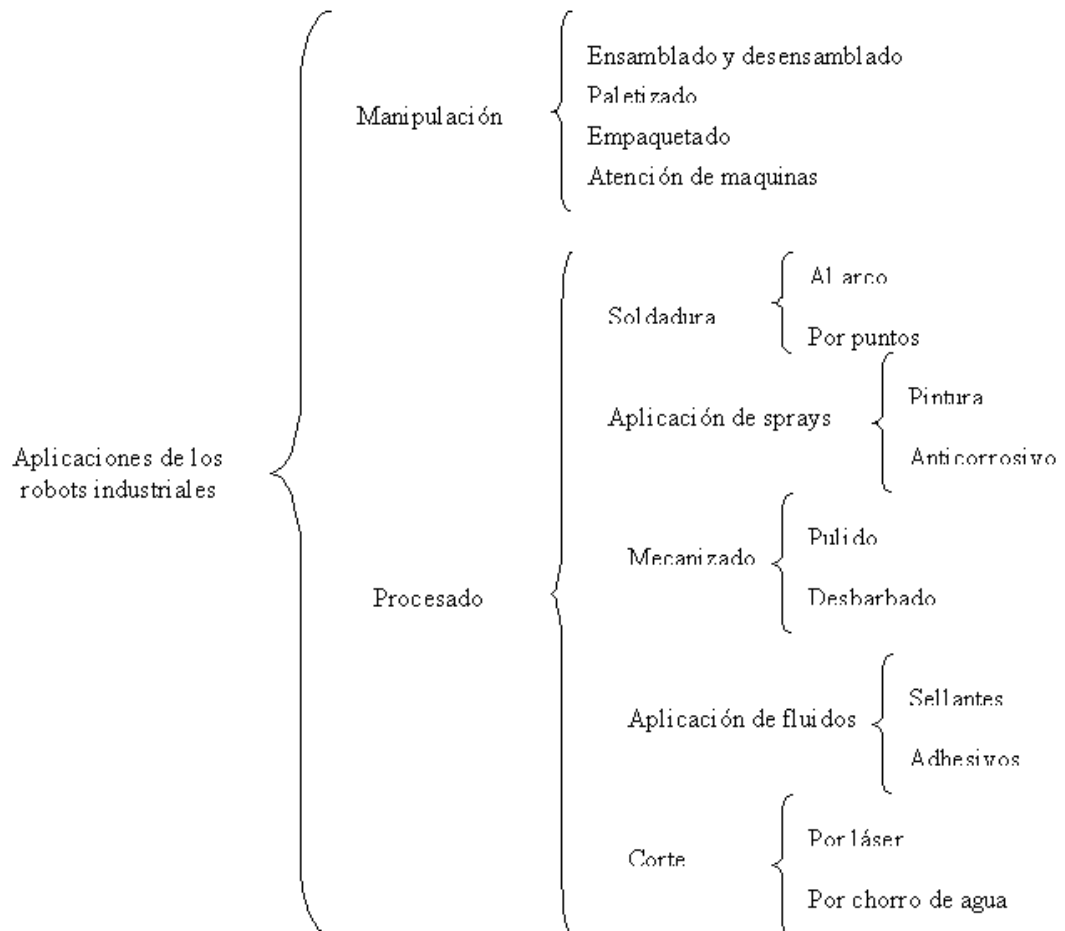 Ensamblado y desensamblado
Paletizado
Manipulación
Empaquetado
Atención de maquinas
Al arco
Soldadura
Por puntos
Pintura
Aplicación de sprays
Anticorrosivo
Aplicaciones de los
robots industriales
Pulido
Mecanizado
Procesado
Desbarbado
Sellantes
Aplicación de fluidos
Adhesivos
Por láser
Corte
Por chorro de agua